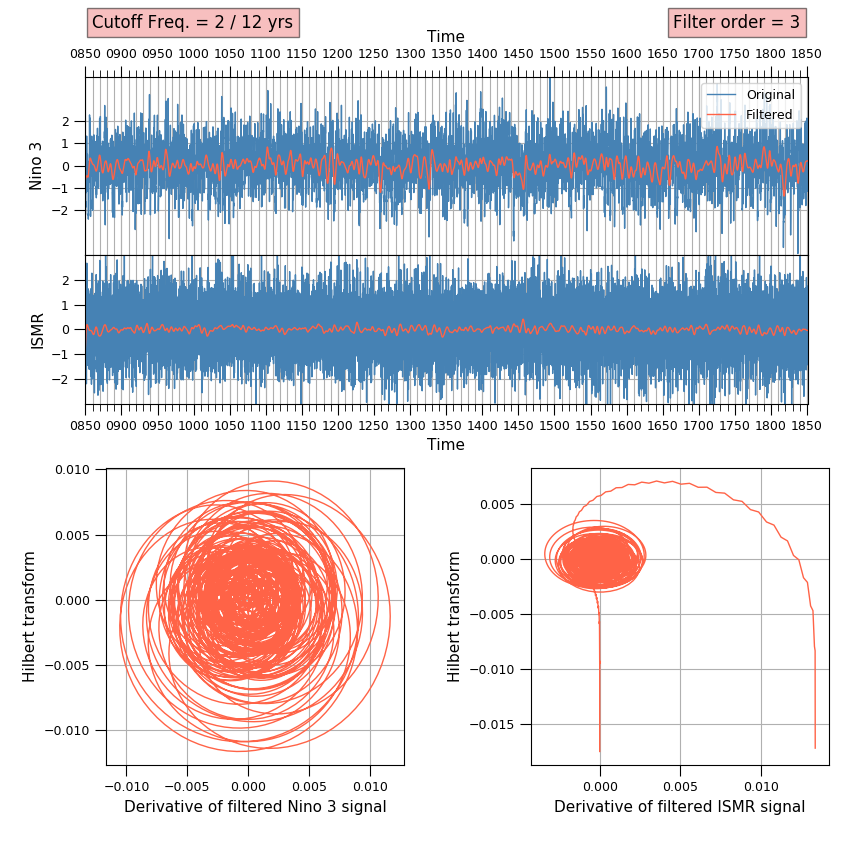 Cutoff Freq. = 2 / 12 yrs
Filter order = 3
Time
0850 0900 0950 1000 1050 1100 1150 1200 1250 1300 1350 1400 1450 1500 1550 1600 1650 1700 1750 1800 1850
Original
Filtered
Nino 3
2
1
0
−1
−2
ISMR
2
1
0
−1
−2
0850 0900 0950 1000 1050 1100 1150 1200 1250 1300 1350 1400 1450 1500 1550 1600 1650 1700 1750 1800 1850
Time
Hilbert transform
0.010
0.005
0.000
−0.005
−0.010
−0.010 −0.005 0.000 0.005 0.010
Derivative of filtered Nino 3 signal
Hilbert transform
0.005
0.000
−0.005
−0.010
−0.015
0.000 0.005 0.010
Derivative of filtered ISMR signal